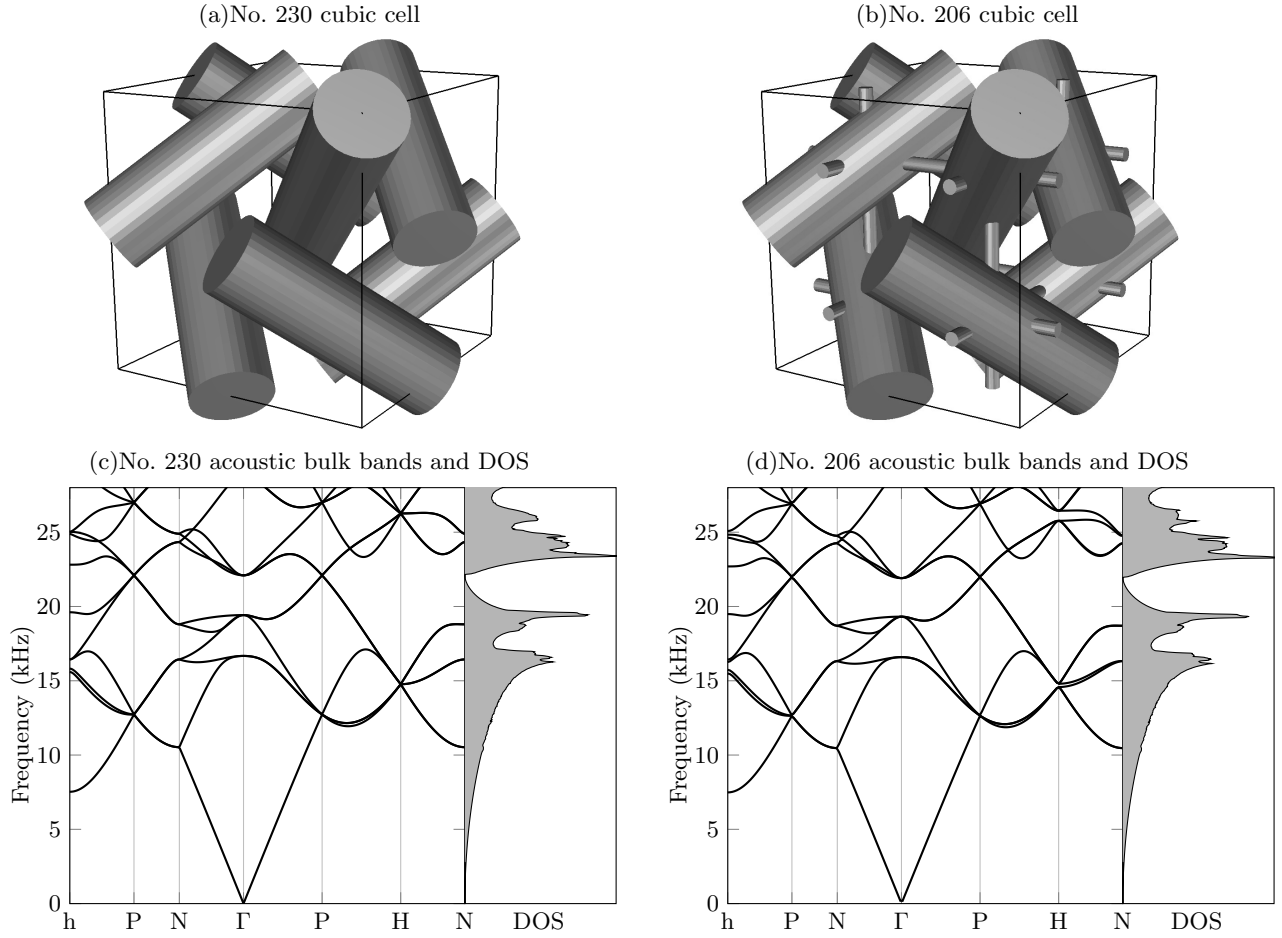 (a)No. 230 cubic cell
(b)No. 206 cubic cell
(c)No. 230 acoustic bulk bands and DOS
Frequency (kHz)
25
20
15
10
5
0
h P N Γ P H N DOS
(d)No. 206 acoustic bulk bands and DOS
Frequency (kHz)
25
20
15
10
5
0
h P N Γ P H N DOS